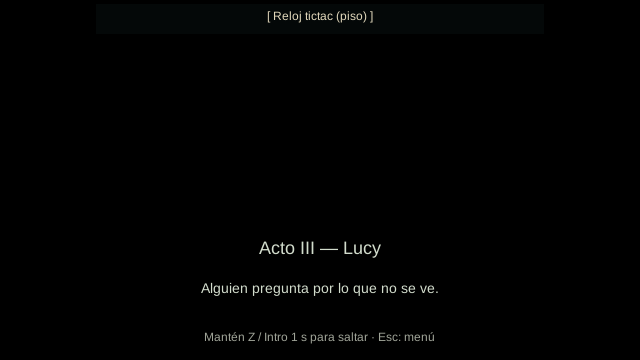 [ Reloj tictac (piso) ]
Acto III — Lucy
Alguien pregunta por lo que no se ve.
Mantén Z / Intro 1 s para saltar · Esc: menú